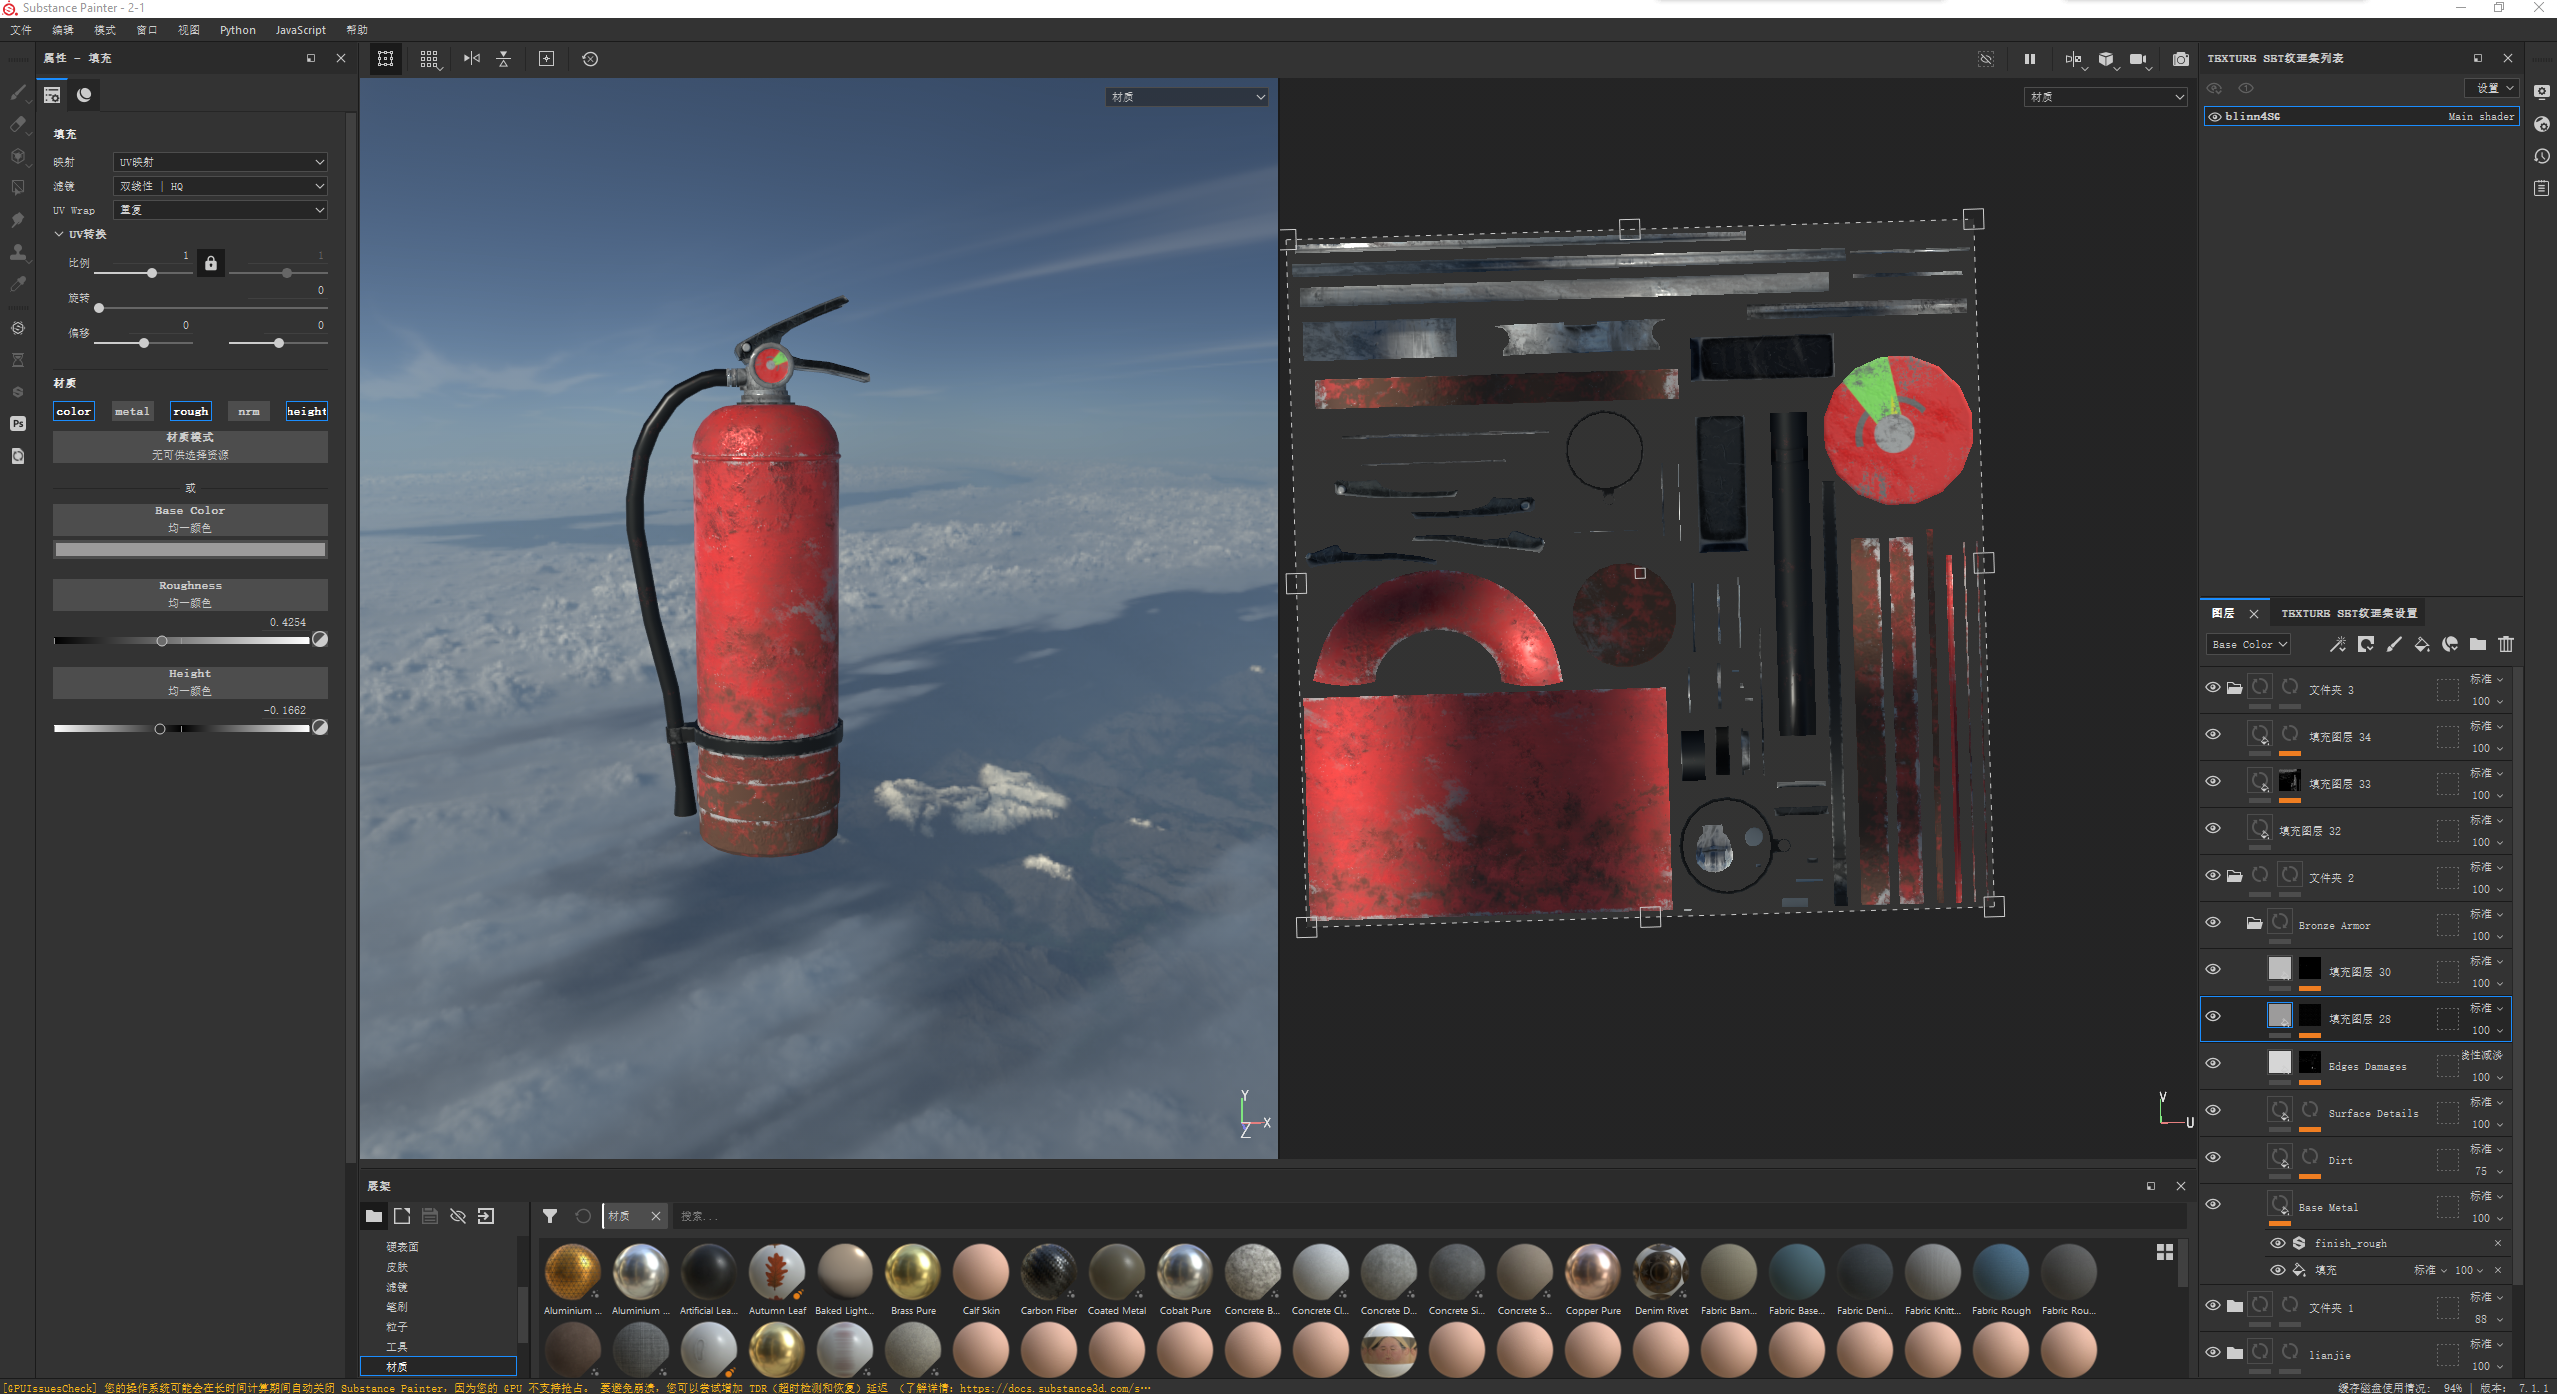 Substance Painter - 2-1
文件 编辑 模式 窗口 视图 Python JavaScript 帮助
属性 - 填充
填充
映射 UV映射
滤镜 双线性 | HQ
UV Wrap 重复
UV转换
比例 1 1
旋转 0
偏移 0 0
材质
color metal rough nrm height
材质模式
无可供选择资源
或
Base Color
均一颜色
Roughness
均一颜色
0.4254
Height
均一颜色
-0.1662
材质
材质
Y
X
Z
V
U
TEXTURE SET纹理集列表
设置
blinn4SG Main shader
图层 TEXTURE SET纹理集设置
Base Color
文件夹 3 标准 100
填充图层 34 标准 100
填充图层 33 标准 100
填充图层 32 标准 100
文件夹 2 标准 100
Bronze Armor 标准 100
填充图层 30 标准 100
填充图层 28 标准 100
Edges Damages 线性减淡 100
Surface Details 标准 100
Dirt 标准 75
Base Metal 标准 100
finish_rough
填充 标准 100
文件夹 1 标准 88
lianjie 标准 100
展架
材质 搜索...
硬表面
皮肤
滤镜
笔刷
粒子
工具
材质
Aluminium ... Aluminium ... Artificial Lea... Autumn Leaf Baked Light... Brass Pure Calf Skin Carbon Fiber Coated Metal Cobalt Pure Concrete B... Concrete Cl... Concrete D... Concrete Si... Concrete S... Copper Pure Denim Rivet Fabric Bam... Fabric Base... Fabric Deni... Fabric Knitt... Fabric Rough Fabric Rou...
[GPUIssuesCheck] 您的操作系统可能会在长时间计算期间自动关闭 Substance Painter，因为您的 GPU 不支持抢占。 要避免崩溃，您可以尝试增加 TDR（超时检测和恢复）延迟 （了解详情：https://docs.substance3d.com/s…
缓存磁盘使用情况： 94% | 版本： 7.1.1